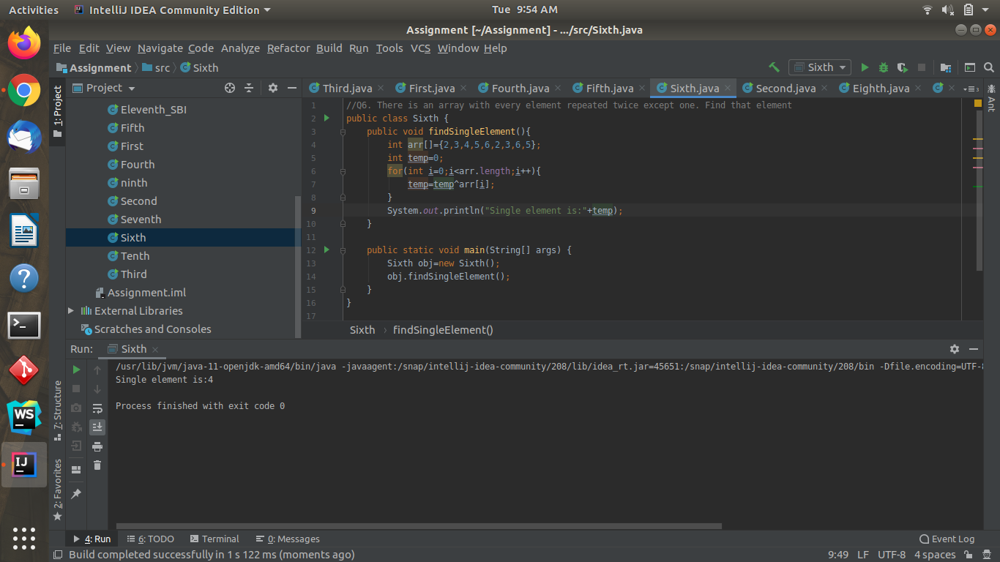 Activities
IntelliJ IDEA Community Edition
Tue 9:54 AM
Assignment [~/Assignment] - .../src/Sixth.java
File Edit View Navigate Code Analyze Refactor Build Run Tools VCS Window Help
Assignment src Sixth
Sixth
1: Project
Project
Third.java First.java Fourth.java Fifth.java Sixth.java Second.java Eighth.java
3
Ant
Eleventh_SBI
Fifth
First
Fourth
ninth
Second
Seventh
Sixth
Tenth
Third
Assignment.iml
External Libraries
Scratches and Consoles
1 //Q6. There is an array with every element repeated twice except one. Find that element
2 public class Sixth {
3 public void findSingleElement(){
4 int arr[]={2,3,4,5,6,2,3,6,5};
5 int temp=0;
6 for(int i=0;i<arr.length;i++){
7 temp=temp^arr[i];
8 }
9 System.out.println("Single element is:"+temp);
10 }
11
12 public static void main(String[] args) {
13 Sixth obj=new Sixth();
14 obj.findSingleElement();
15 }
16 }
17
Sixth › findSingleElement()
Run: Sixth
/usr/lib/jvm/java-11-openjdk-amd64/bin/java -javaagent:/snap/intellij-idea-community/208/lib/idea_rt.jar=45651:/snap/intellij-idea-community/208/bin -Dfile.encoding=UTF-8
Single element is:4
Process finished with exit code 0
7: Structure
2: Favorites
WS
IJ
4: Run 6: TODO Terminal 0: Messages
Event Log
Build completed successfully in 1 s 122 ms (moments ago)
9:49 LF UTF-8 4 spaces